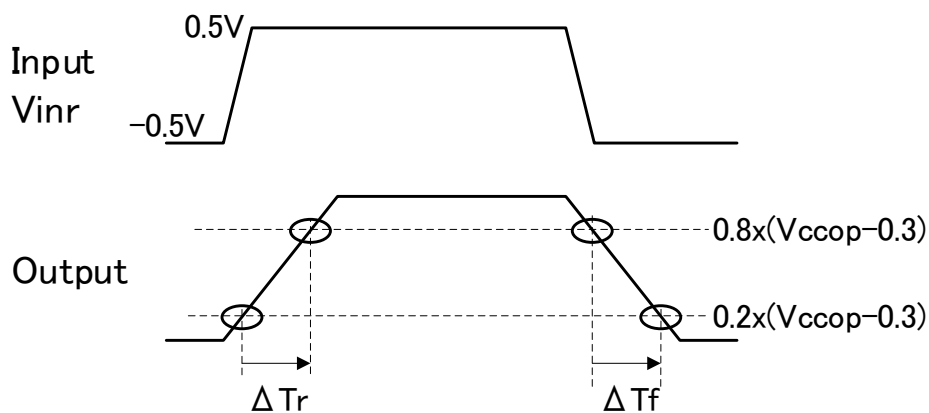 0.5V
Input
Vinr
-0.5V
0.8x(Vccop-0.3)
Output
0.2x(Vccop-0.3)
ΔTr
ΔTf